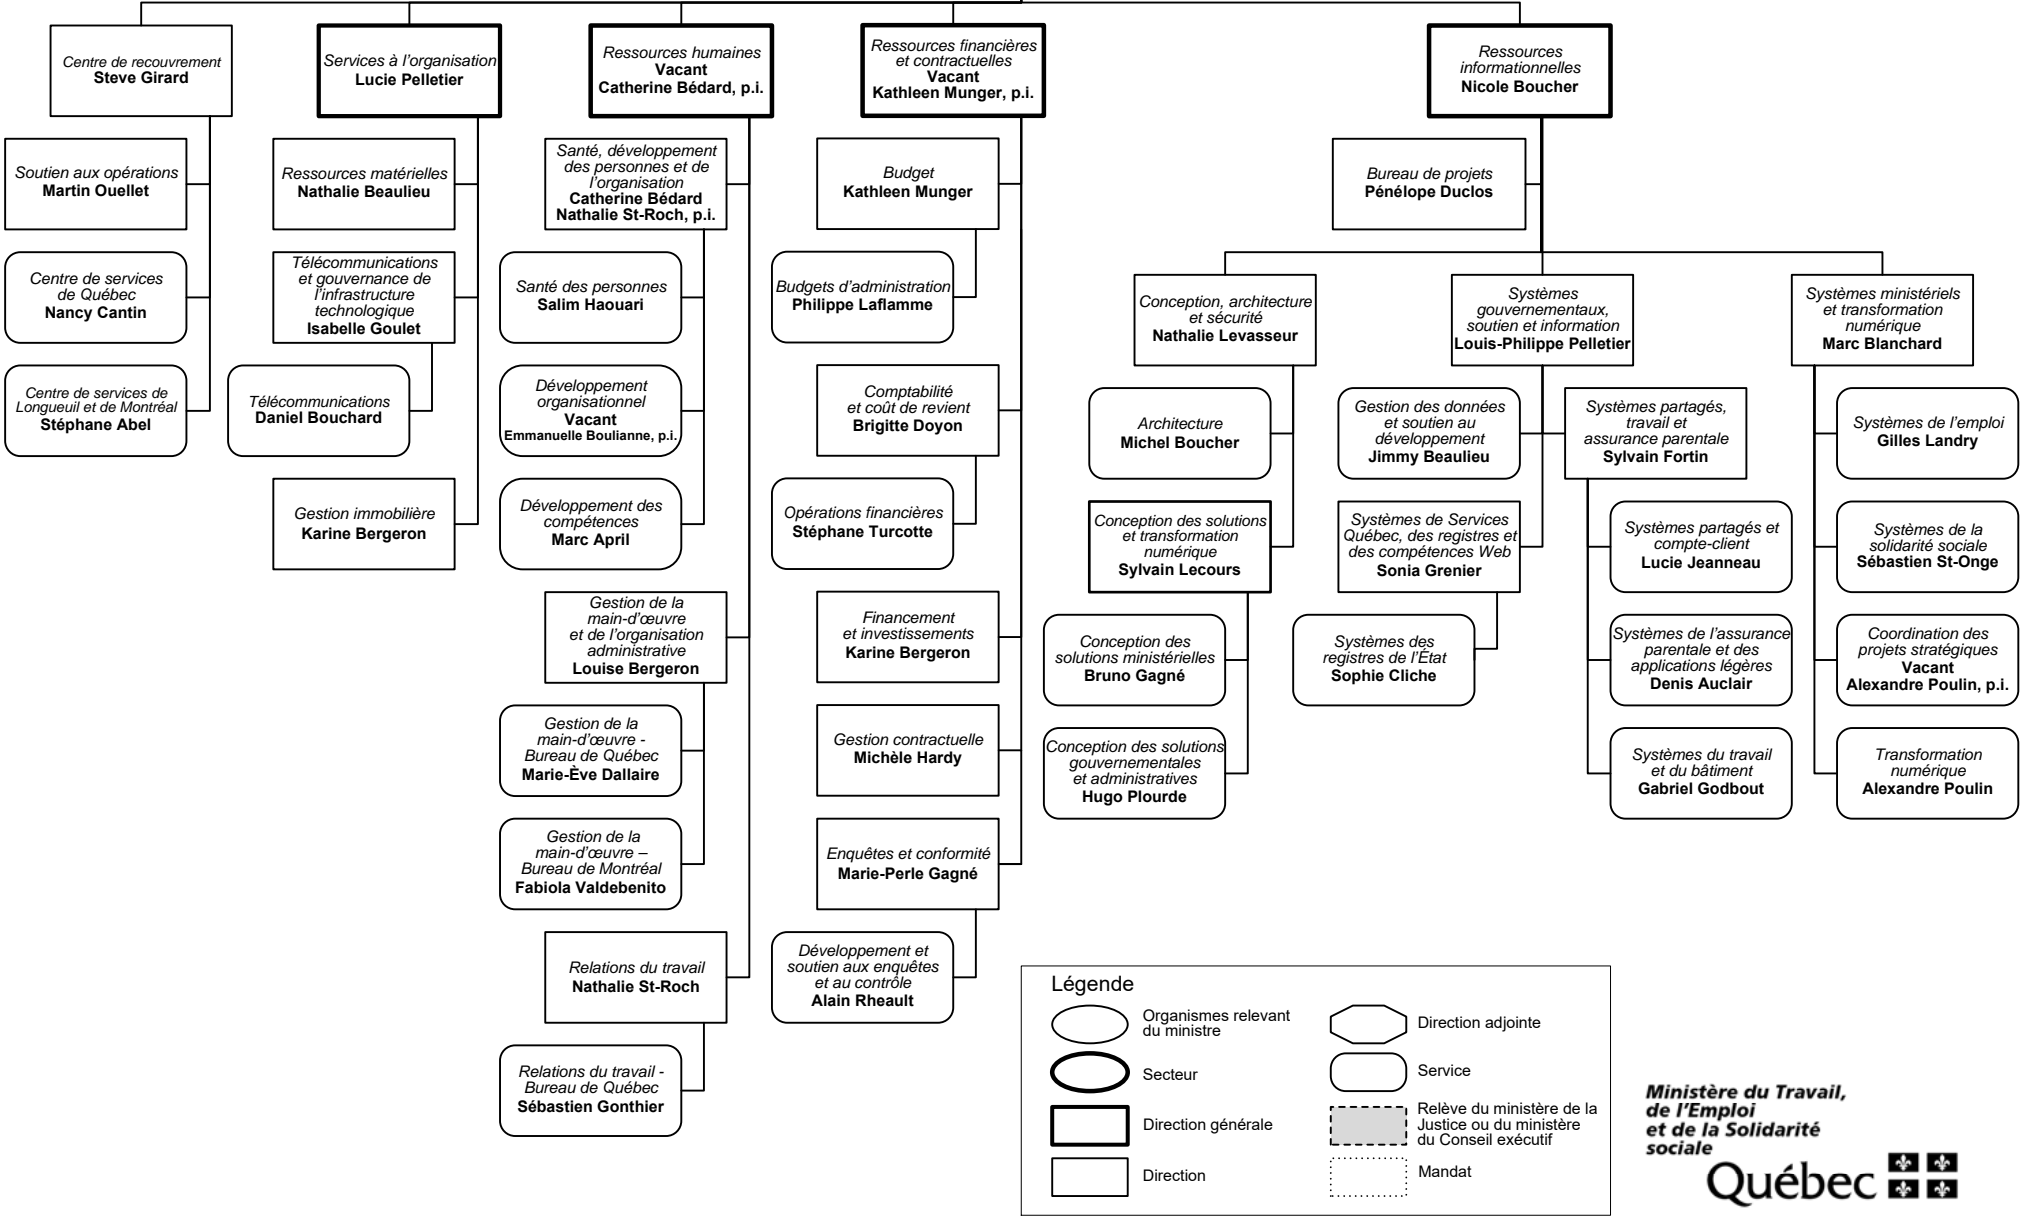 Centre de recouvrement
Steve Girard
Services à l'organisation
Lucie Pelletier
Ressources humaines
Vacant
Catherine Bédard, p.i.
Ressources financières
et contractuelles
Vacant
Kathleen Munger, p.i.
Ressources
informationnelles
Nicole Boucher
Soutien aux opérations
Martin Ouellet
Centre de services
de Québec
Nancy Cantin
Centre de services de
Longueuil et de Montréal
Stéphane Abel
Ressources matérielles
Nathalie Beaulieu
Télécommunications
et gouvernance de
l'infrastructure
technologique
Isabelle Goulet
Télécommunications
Daniel Bouchard
Gestion immobilière
Karine Bergeron
Santé, développement
des personnes et de
l'organisation
Catherine Bédard
Nathalie St-Roch, p.i.
Santé des personnes
Salim Haouari
Développement
organisationnel
Vacant
Emmanuelle Boulianne, p.i.
Développement des
compétences
Marc April
Gestion de la
main-d'œuvre
et de l'organisation
administrative
Louise Bergeron
Gestion de la
main-d'œuvre -
Bureau de Québec
Marie-Ève Dallaire
Gestion de la
main-d'œuvre –
Bureau de Montréal
Fabiola Valdebenito
Relations du travail
Nathalie St-Roch
Relations du travail -
Bureau de Québec
Sébastien Gonthier
Budget
Kathleen Munger
Budgets d'administration
Philippe Laflamme
Comptabilité
et coût de revient
Brigitte Doyon
Opérations financières
Stéphane Turcotte
Financement
et investissements
Karine Bergeron
Gestion contractuelle
Michèle Hardy
Enquêtes et conformité
Marie-Perle Gagné
Développement et
soutien aux enquêtes
et au contrôle
Alain Rheault
Bureau de projets
Pénélope Duclos
Conception, architecture
et sécurité
Nathalie Levasseur
Architecture
Michel Boucher
Conception des solutions
et transformation
numérique
Sylvain Lecours
Conception des
solutions ministérielles
Bruno Gagné
Conception des solutions
gouvernementales
et administratives
Hugo Plourde
Systèmes
gouvernementaux,
soutien et information
Louis-Philippe Pelletier
Gestion des données
et soutien au
développement
Jimmy Beaulieu
Systèmes de Services
Québec, des registres et
des compétences Web
Sonia Grenier
Systèmes des
registres de l'État
Sophie Cliche
Systèmes partagés,
travail et
assurance parentale
Sylvain Fortin
Systèmes partagés et
compte-client
Lucie Jeanneau
Systèmes de l'assurance
parentale et des
applications légères
Denis Auclair
Systèmes du travail
et du bâtiment
Gabriel Godbout
Systèmes ministériels
et transformation
numérique
Marc Blanchard
Systèmes de l'emploi
Gilles Landry
Systèmes de la
solidarité sociale
Sébastien St-Onge
Coordination des
projets stratégiques
Vacant
Alexandre Poulin, p.i.
Transformation
numérique
Alexandre Poulin
Légende
Organismes relevant
du ministre
Secteur
Direction générale
Direction
Direction adjointe
Service
Relève du ministère de la
Justice ou du ministère
du Conseil exécutif
Mandat
Ministère du Travail,
de l'Emploi
et de la Solidarité
sociale
Québec